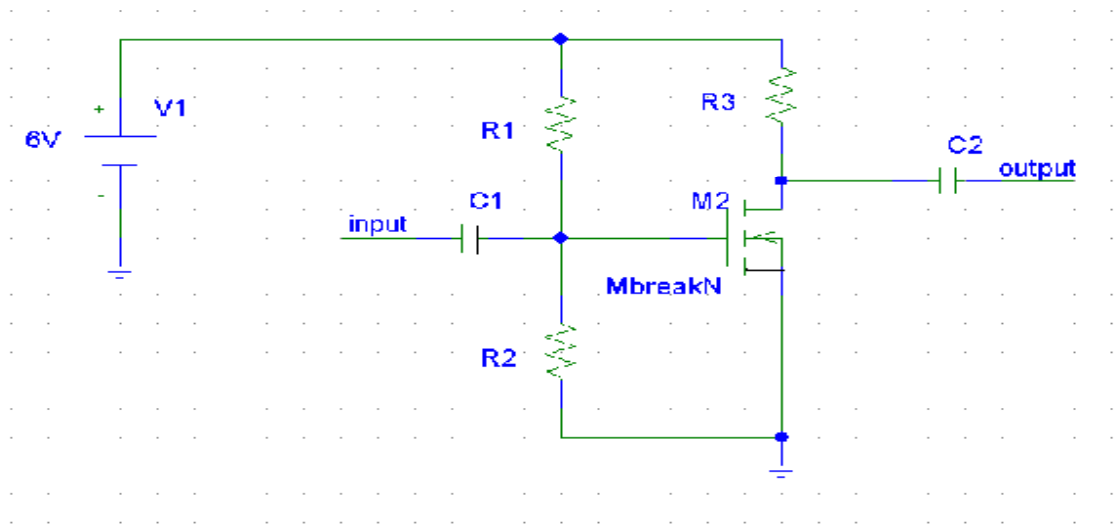 +
V1
6V
-
R1
R3
C1
input
M2
C2
output
MbreakN
R2